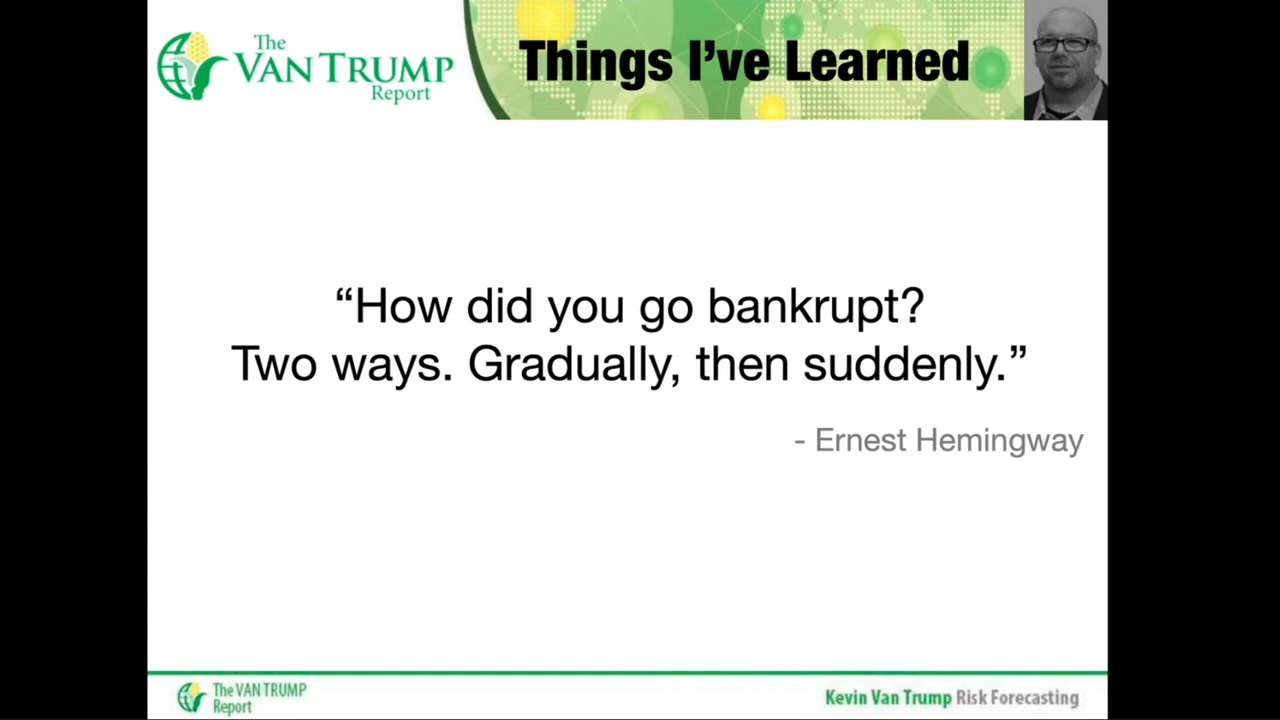 The
VAN TRUMP
Report
Things I've Learned
“How did you go bankrupt?
Two ways. Gradually, then suddenly.”
- Ernest Hemingway
The VAN TRUMP
Report
Kevin Van Trump Risk Forecasting